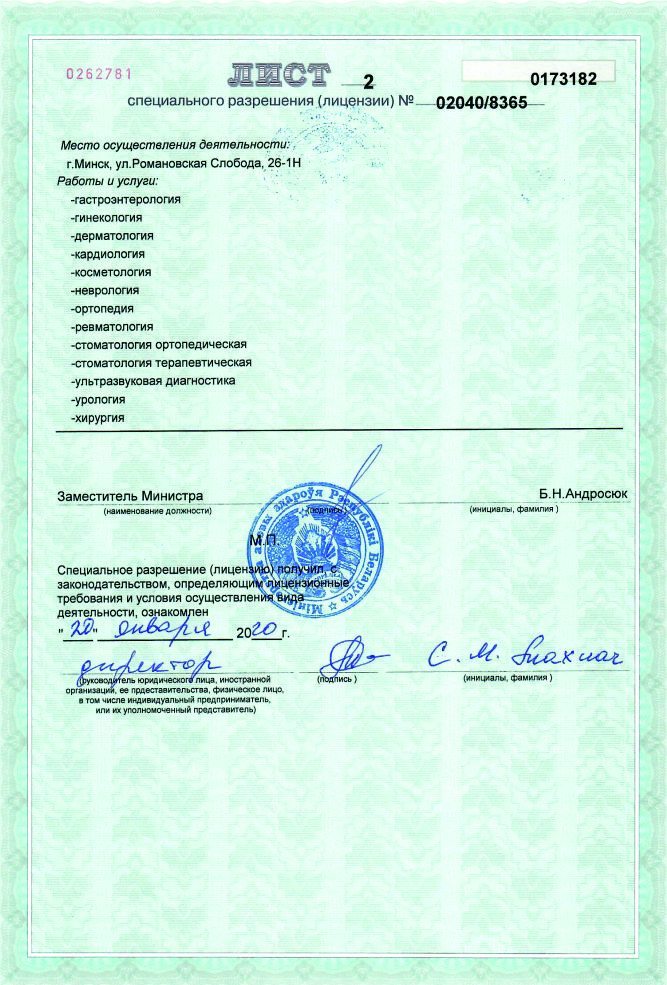 0262781
ЛИСТ 2
0173182
специального разрешения (лицензии) № 02040/8365
Место осуществления деятельности:
г.Минск, ул.Романовская Слобода, 26-1Н
Работы и услуги:
-гастроэнтерология
-гинекология
-дерматология
-кардиология
-косметология
-неврология
-ортопедия
-ревматология
-стоматология ортопедическая
-стоматология терапевтическая
-ультразвуковая диагностика
-урология
-хирургия
Заместитель Министра
Б.Н.Андросюк
(наименование должности)
(подпись)
(инициалы, фамилия )
аховы здароўя Рэспублікі Беларусь
М.П.
Специальное разрешение (лицензию) получил, с
законодательством, определяющим лицензионные
требования и условия осуществления вида
деятельности, ознакомлен
"20" января 2020г.
директор
С. М.
(руководитель юридического лица, иностранной
(подпись )
(инициалы, фамилия )
организации, ее прдеставительства, физическое лицо,
в том числе индивидуальный предприниматель,
или их уполномоченный представитель)